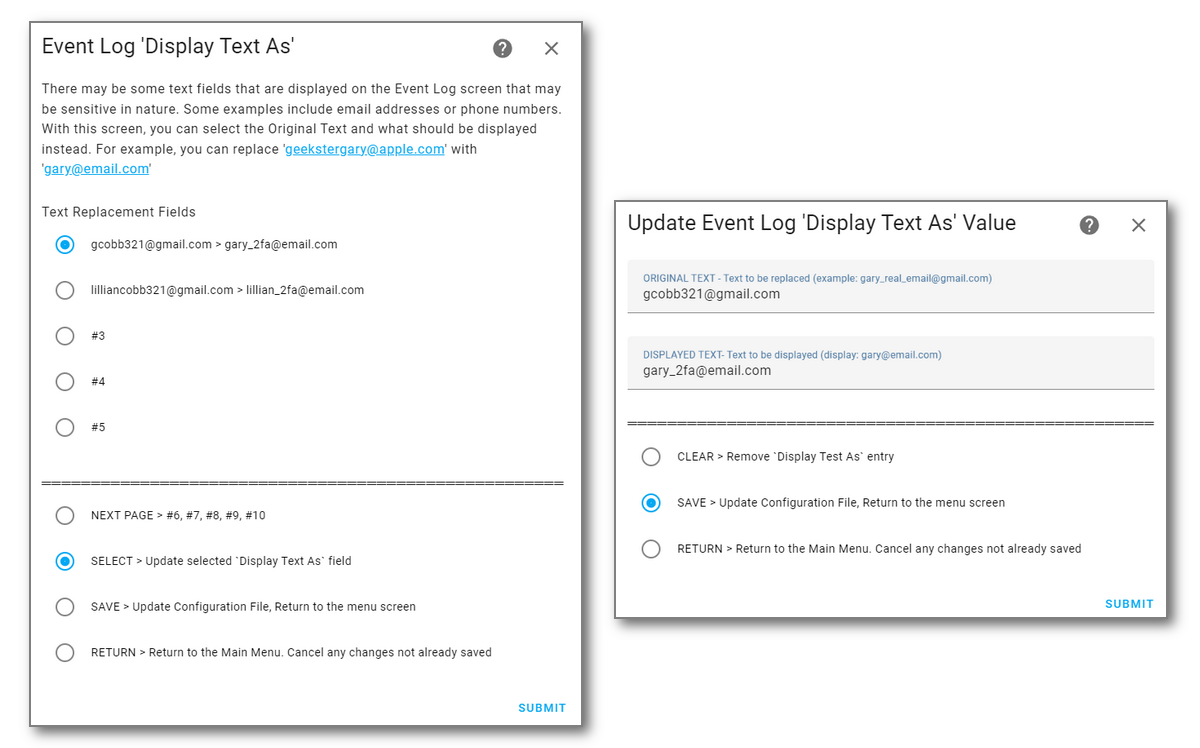 Event Log 'Display Text As'
There may be some text fields that are displayed on the Event Log screen that may
be sensitive in nature. Some examples include email addresses or phone numbers.
With this screen, you can select the Original Text and what should be displayed
instead. For example, you can replace 'geekstergary@apple.com' with
'gary@email.com'
Text Replacement Fields
gcobb321@gmail.com > gary_2fa@email.com
lilliancobb321@gmail.com > lillian_2fa@email.com
#3
#4
#5
NEXT PAGE > #6, #7, #8, #9, #10
SELECT > Update selected `Display Text As` field
SAVE > Update Configuration File, Return to the menu screen
RETURN > Return to the Main Menu. Cancel any changes not already saved
SUBMIT
Update Event Log 'Display Text As' Value
ORIGINAL TEXT - Text to be replaced (example: gary_real_email@gmail.com)
gcobb321@gmail.com
DISPLAYED TEXT- Text to be displayed (display: gary@email.com)
gary_2fa@email.com
CLEAR > Remove `Display Test As` entry
SAVE > Update Configuration File, Return to the menu screen
RETURN > Return to the Main Menu. Cancel any changes not already saved
SUBMIT